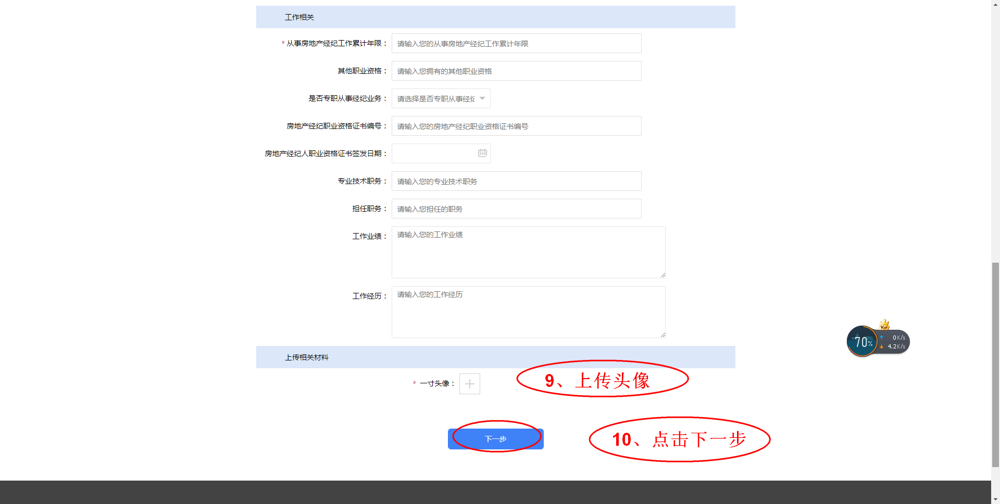 工作相关
* 从事房地产经纪工作累计年限：
请输入您的从事房地产经纪工作累计年限
其他职业资格：
请输入您拥有的其他职业资格
是否专职从事经纪业务：
请选择是否专职从事经纪
房地产经纪职业资格证书编号：
请输入您的房地产经纪职业资格证书编号
房地产经纪人职业资格证书签发日期：
专业技术职务：
请输入您的专业技术职务
担任职务：
请输入您担任的职务
工作业绩：
请输入您的工作业绩
工作经历：
请输入您的工作经历
VIP
70%
0K/s
4.2K/s
上传相关材料
* 一寸头像：
9、上传头像
下一步
10、点击下一步